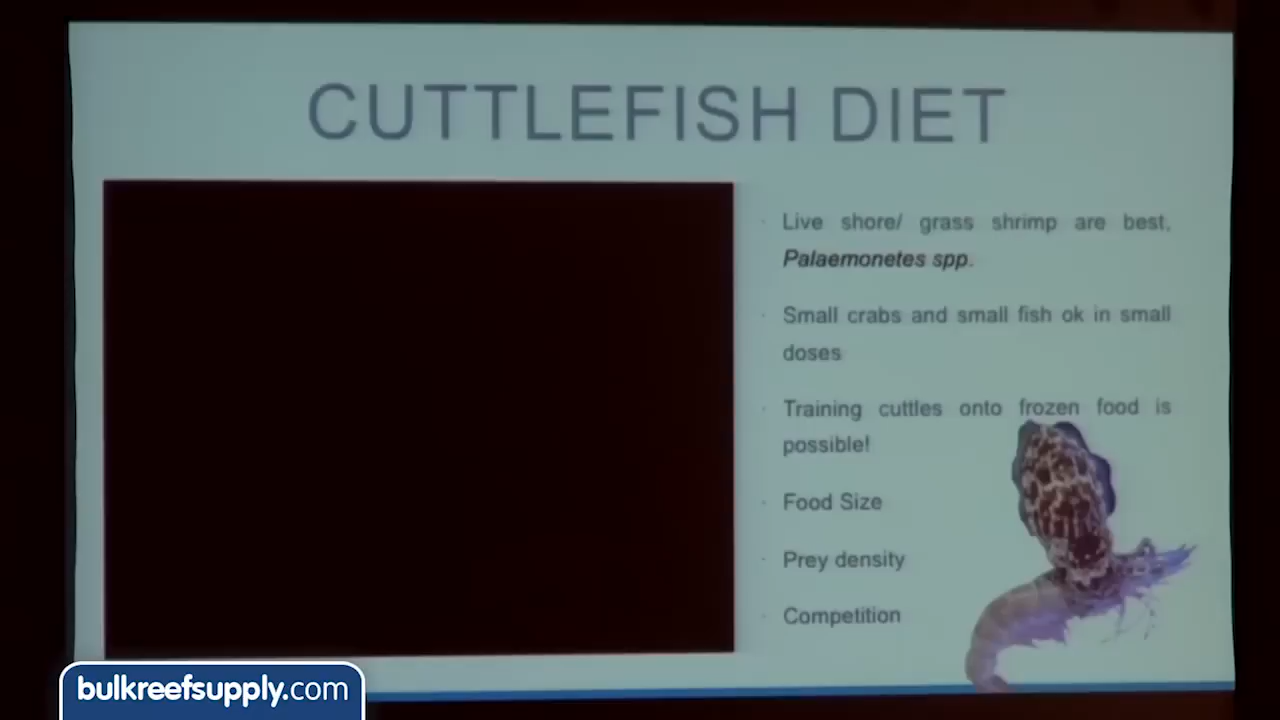 CUTTLEFISH DIET
· Live shore/ grass shrimp are best,
Palaemonetes spp.
· Small crabs and small fish ok in small
doses
· Training cuttles onto frozen food is
possible!
· Food Size
· Prey density
· Competition
bulkreefsupply.com